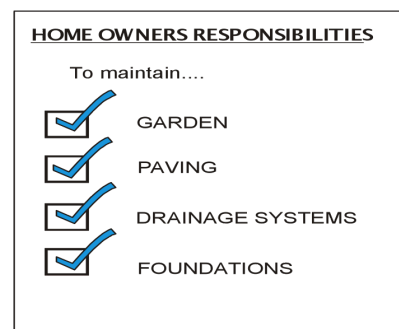 HOME OWNERS RESPONSIBILITIES
To maintain....
GARDEN
PAVING
DRAINAGE SYSTEMS
FOUNDATIONS